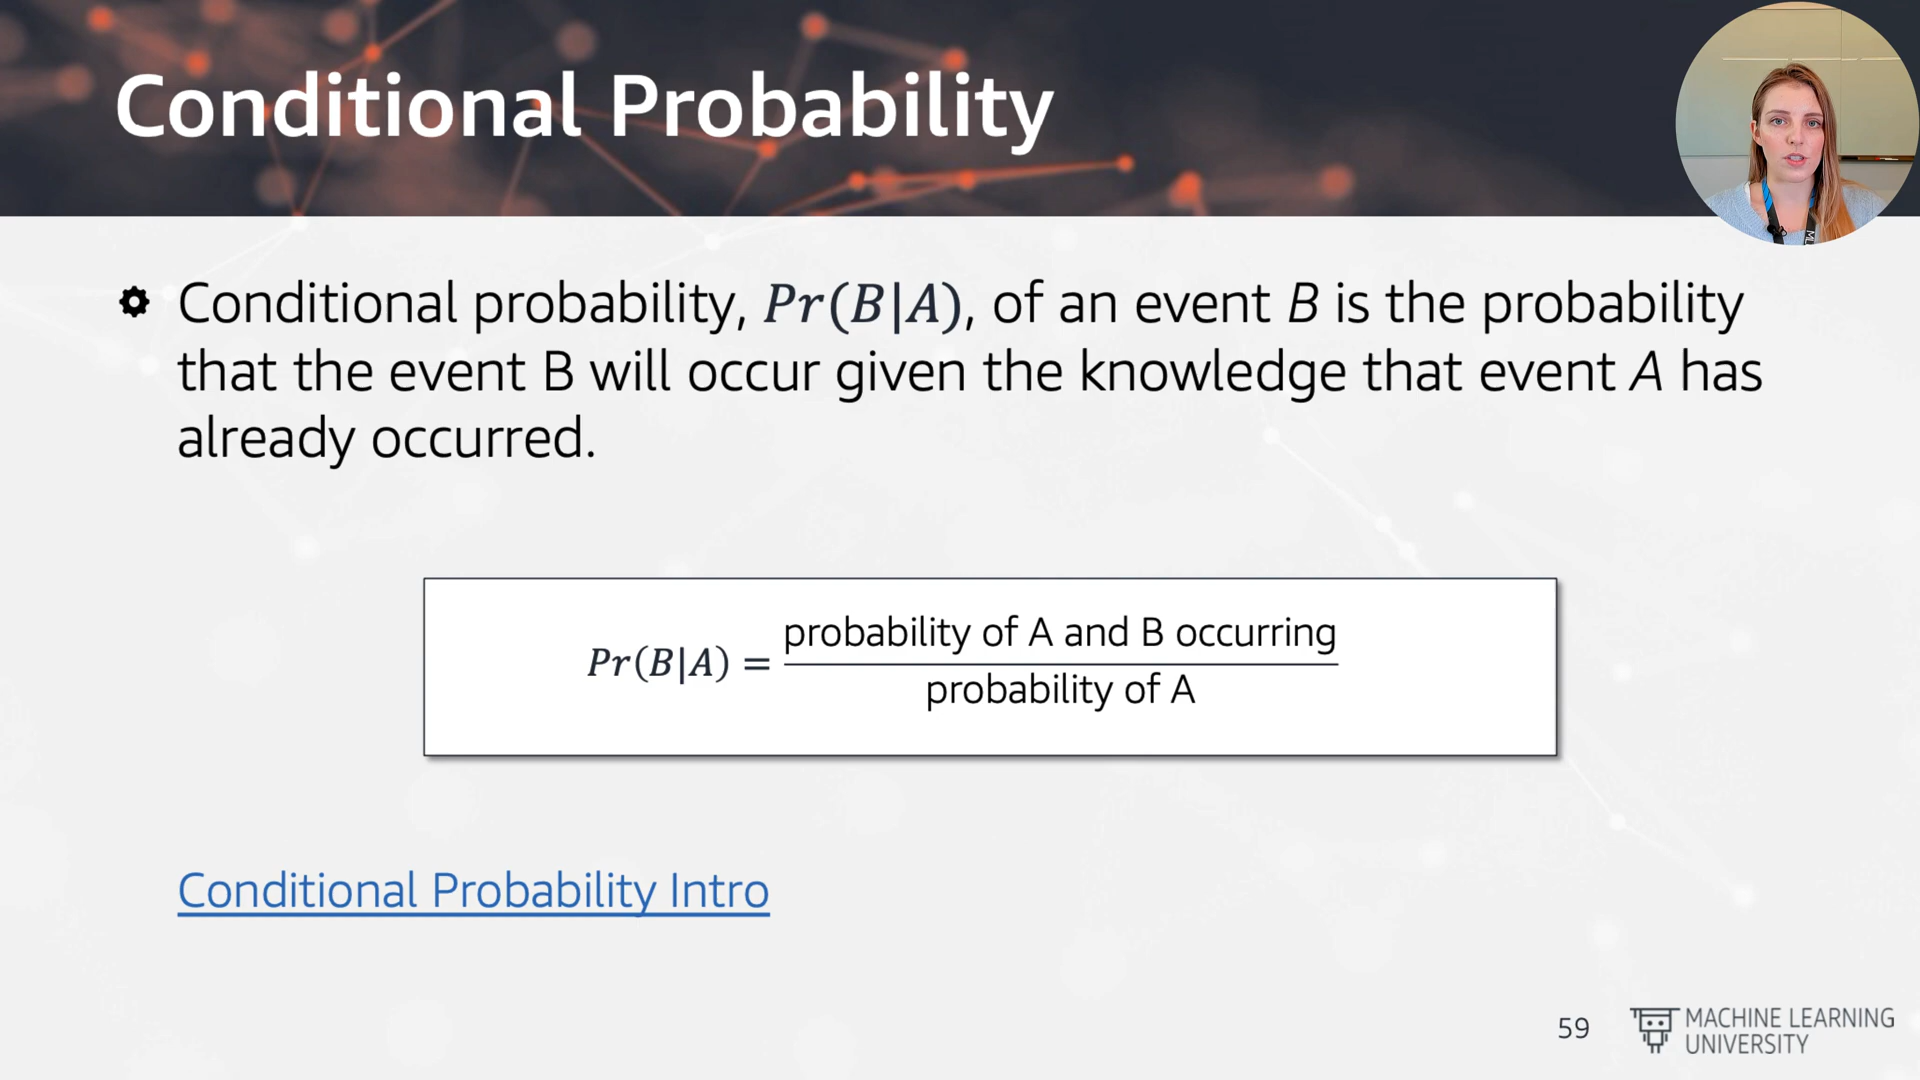 Conditional Probability
Conditional probability, Pr(B|A), of an event B is the probability
that the event B will occur given the knowledge that event A has
already occurred.
Pr(B|A) = probability of A and B occurring
probability of A
Conditional Probability Intro
59
MACHINE LEARNING
UNIVERSITY